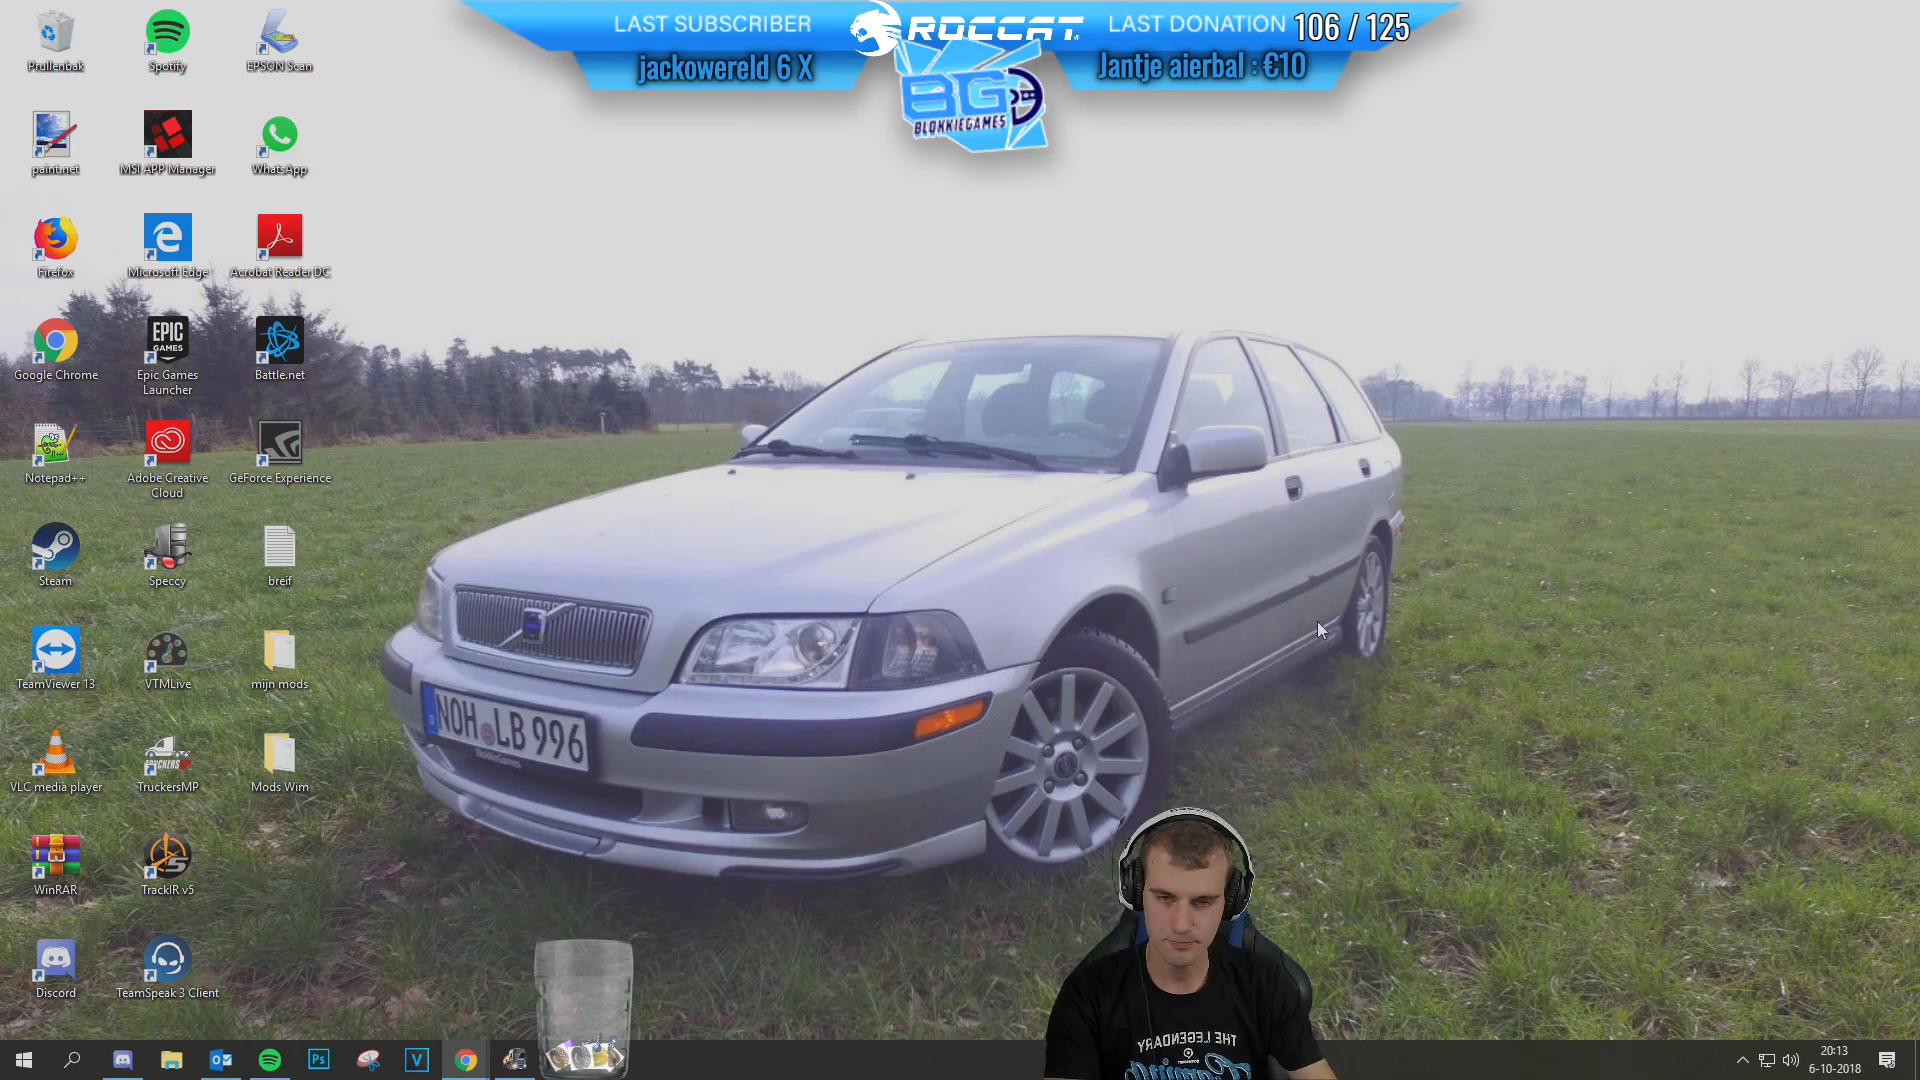 LAST SUBSCRIBER
jackowereld 6 X
ROCCAT
BG
BLOKKIEGAMES
LAST DONATION
106 / 125
Jantje aierbal : €10
Prullenbak
Spotify
EPSON Scan
paint.net
MSI APP Manager
WhatsApp
Firefox
Microsoft Edge
Acrobat Reader DC
EPIC
GAMES
Google Chrome
Epic Games
Launcher
Battle.net
Notepad++
Adobe Creative
Cloud
GeForce Experience
Steam
Speccy
breif
TeamViewer 13
VTMLive
mijn mods
TRUCKERSMP
VLC media player
TruckersMP
Mods Wim
WinRAR
TrackIR v5
Discord
TeamSpeak 3 Client
NOH LB 996
BlokkieGames
THE LEGENDARY
Ps
V
20:13
6-10-2018